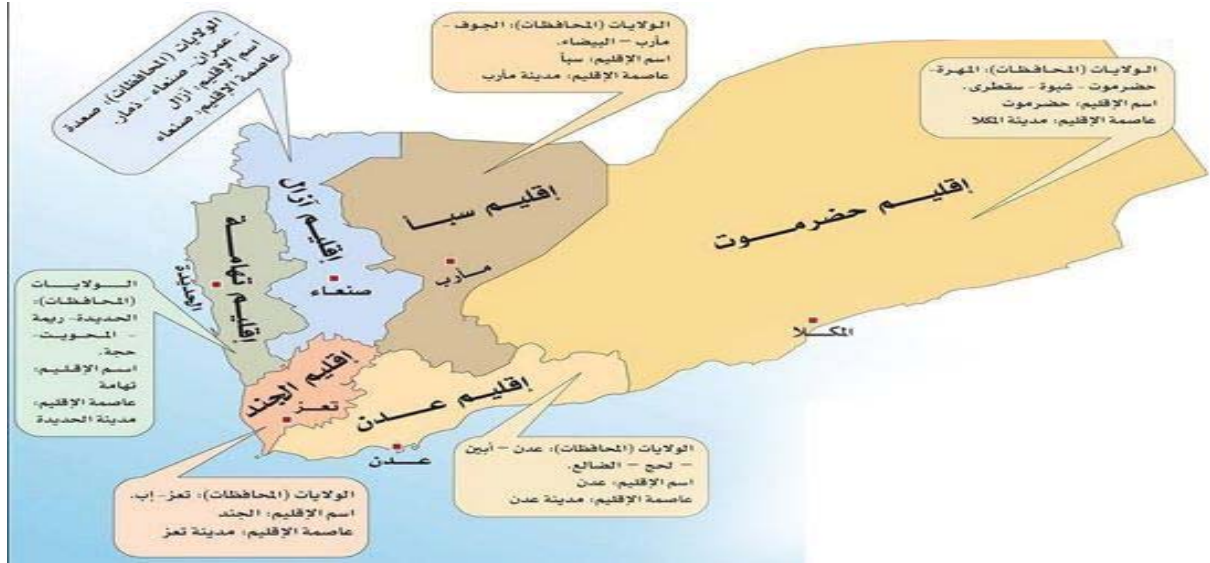 الولايات (المحافظات): صعدة
- عمران- صنعاء - ذمار.
اسم الإقليم: آزال
عاصمة الإقليم: صنعاء
الولايات (المحافظات): الجوف -
مأرب – البيضاء.
اسم الإقليم: سبأ
عاصمة الإقليم: مدينة مأرب
الولايات (المحافظات): المهرة-
حضرموت - شبوة - سقطرى.
اسم الإقليم: حضرموت
عاصمة الإقليم: مدينة المكلا
إقليم حضرموت
إقليم سبأ
إقليم آزال
إقليم تهامة
مأرب
صنعاء
الحديدة
المكلا
الولايات
(المحافظات):
الحديدة- ريمة
- المحويت-
حجة.
اسم الإقليم:
تهامة
عاصمة الإقليم:
مدينة الحديدة
إقليم الجند
تعز
إقليم عدن
عدن
الولايات (المحافظات): عدن – أبين
– لحج – الضالع.
اسم الإقليم: عدن
عاصمة الإقليم: مدينة عدن
الولايات (المحافظات): تعز- إب.
اسم الإقليم: الجند
عاصمة الإقليم: مدينة تعز